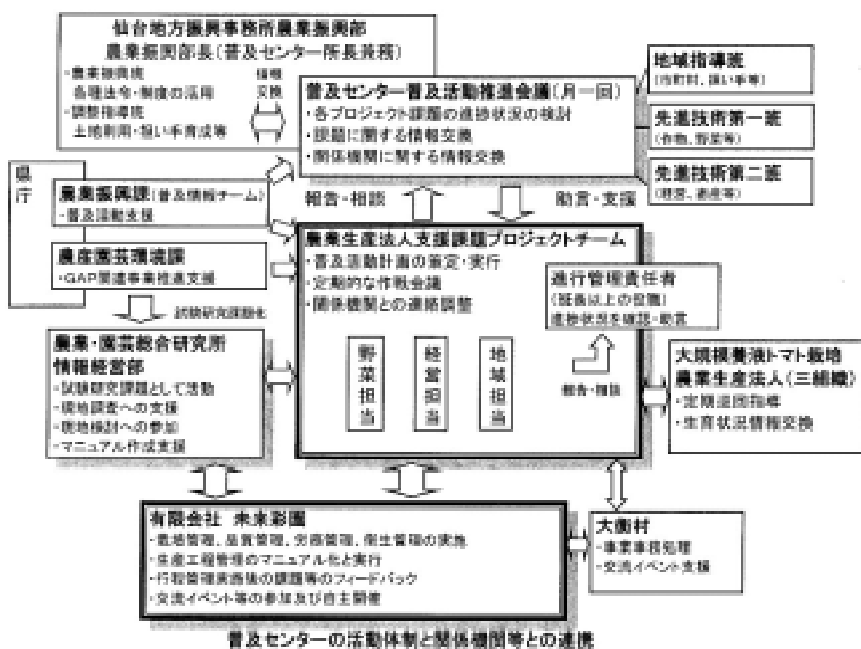 仙台地方振興事務所農業振興部
農業振興部長(普及センター所長兼務)
・農業振興班
各種法令・制度の活用
・調整指導班
土地利用・担い手育成等
情報
交換
普及センター普及活動推進会議(月一回)
・各プロジェクト課題の進捗状況の検討
・課題に関する情報交換
・関係機関に関する情報交換
地域指導班
(市町村、担い手等)
先進技術第一班
(作物、野菜等)
先進技術第二班
(経営、畜産等)
県庁
農業振興課(普及情報チーム)
・普及活動支援
農産園芸環境課
・GAP関連事業推進支援
報告・相談
助言・支援
試験研究課題化
農業生産法人支援課題プロジェクトチーム
・普及活動計画の策定・実行
・定期的な作戦会議
・関係機関との連絡調整
進行管理責任者
(班長以上の役職)
進捗状況を確認・助言
野菜担当
経営担当
地域担当
報告・相談
農業・園芸総合研究所
情報経営部
・試験研究課題として活動
・現地調査への支援
・現地検討への参加
・マニュアル作成支援
大規模養液トマト栽培
農業生産法人(三組織)
・定期巡回指導
・生育状況情報交換
有限会社 未来彩園
・栽培管理、品質管理、労務管理、衛生管理の実施
・生産工程管理のマニュアル化と実行
・行程管理実施後の課題等のフィードバック
・交流イベント等の参加及び自主開催
大衡村
・事業事務処理
・交流イベント支援
普及センターの活動体制と関係機関等との連携